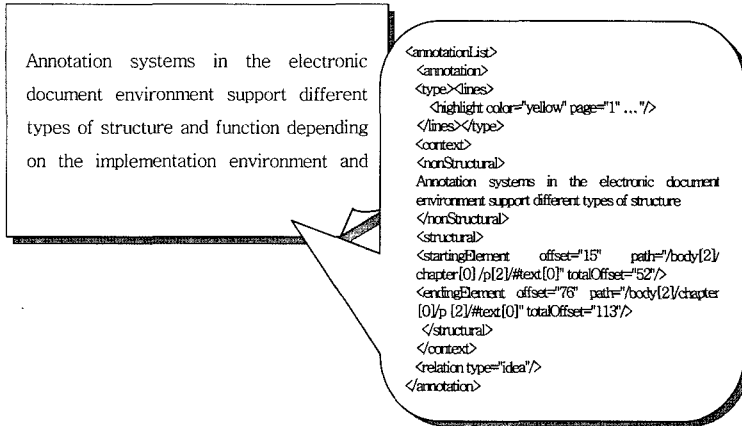 Annotation systems in the electronic
document environment support different
types of structure and function depending
on the implementation environment and
<annotationList>
<annotation>
<type><lines>
<highlight color="yellow" page="1" ... "/>
</lines></type>
<context>
<nonStructural>
Annotation systems in the electronic document
environment support different types of structure
</nonStructural>
<structural>
<startingElement offset="15" path="/body[2]/
chapter[0] /p[2]/#text[0]" totalOffset="52"/>
<endingElement offset="76" path="/body[2]/chapter
[0]/p [2]/#text[0]" totalOffset="113"/>
</structural>
</context>
<relation type="idea"/>
</annotation>